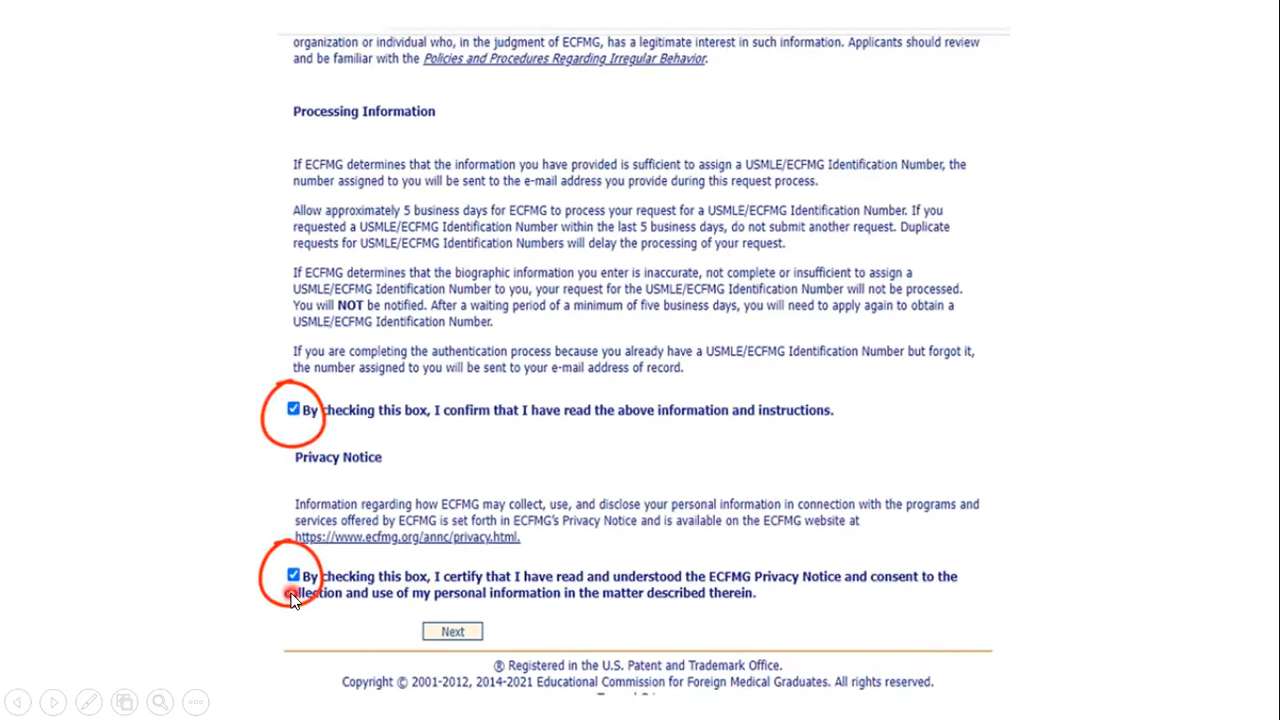 organization or individual who, in the judgment of ECFMG, has a legitimate interest in such information. Applicants should review
and be familiar with the Policies and Procedures Regarding Irregular Behavior.
Processing Information
If ECFMG determines that the information you have provided is sufficient to assign a USMLE/ECFMG Identification Number, the
number assigned to you will be sent to the e-mail address you provide during this request process.
Allow approximately 5 business days for ECFMG to process your request for a USMLE/ECFMG Identification Number. If you
requested a USMLE/ECFMG Identification Number within the last 5 business days, do not submit another request. Duplicate
requests for USMLE/ECFMG Identification Numbers will delay the processing of your request.
If ECFMG determines that the biographic information you enter is inaccurate, not complete or insufficient to assign a
USMLE/ECFMG Identification Number to you, your request for the USMLE/ECFMG Identification Number will not be processed.
You will NOT be notified. After a waiting period of a minimum of five business days, you will need to apply again to obtain a
USMLE/ECFMG Identification Number.
If you are completing the authentication process because you already have a USMLE/ECFMG Identification Number but forgot it,
the number assigned to you will be sent to your e-mail address of record.
By checking this box, I confirm that I have read the above information and instructions.
Privacy Notice
Information regarding how ECFMG may collect, use, and disclose your personal information in connection with the programs and
services offered by ECFMG is set forth in ECFMG's Privacy Notice and is available on the ECFMG website at
https://www.ecfmg.org/annc/privacy.html.
By checking this box, I certify that I have read and understood the ECFMG Privacy Notice and consent to the
collection and use of my personal information in the matter described therein.
Next
® Registered in the U.S. Patent and Trademark Office.
Copyright © 2001-2012, 2014-2021 Educational Commission for Foreign Medical Graduates. All rights reserved.